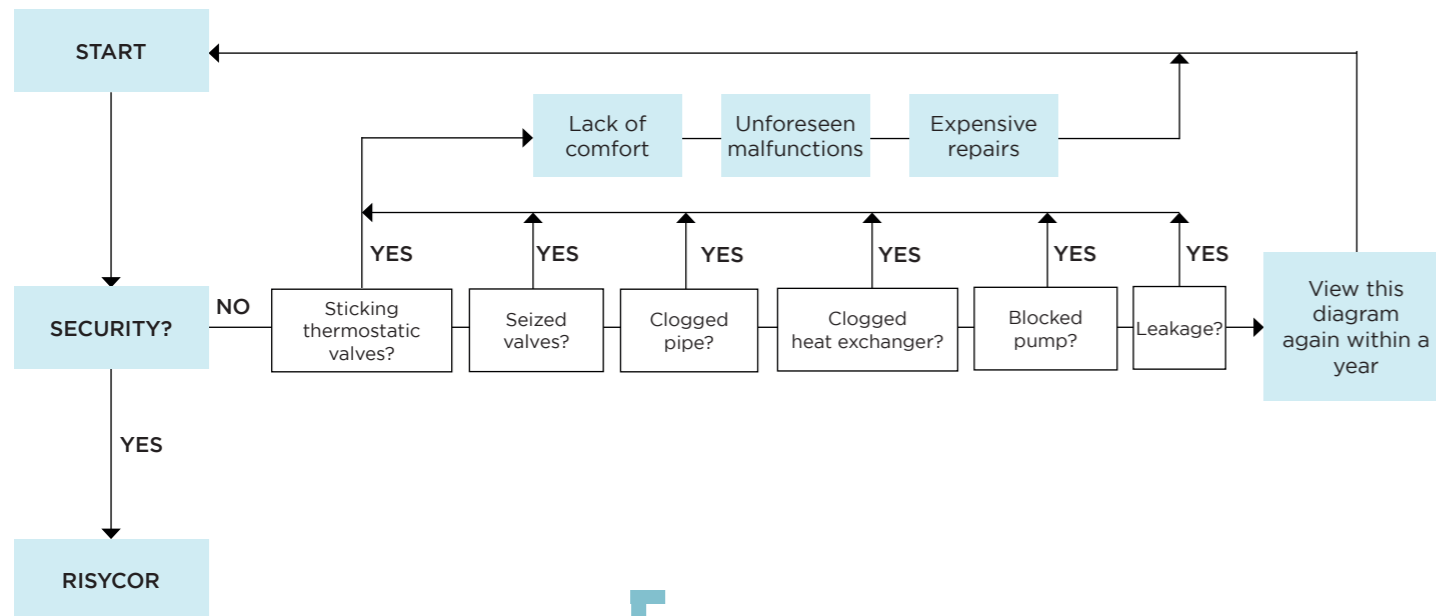 START
Lack of
comfort
Unforeseen
malfunctions
Expensive
repairs
YES
YES
YES
YES
YES
YES
SECURITY?
NO
Sticking
thermostatic
valves?
Seized
valves?
Clogged
pipe?
Clogged
heat exchanger?
Blocked
pump?
Leakage?
View this
diagram
again within a
year
YES
RISYCOR